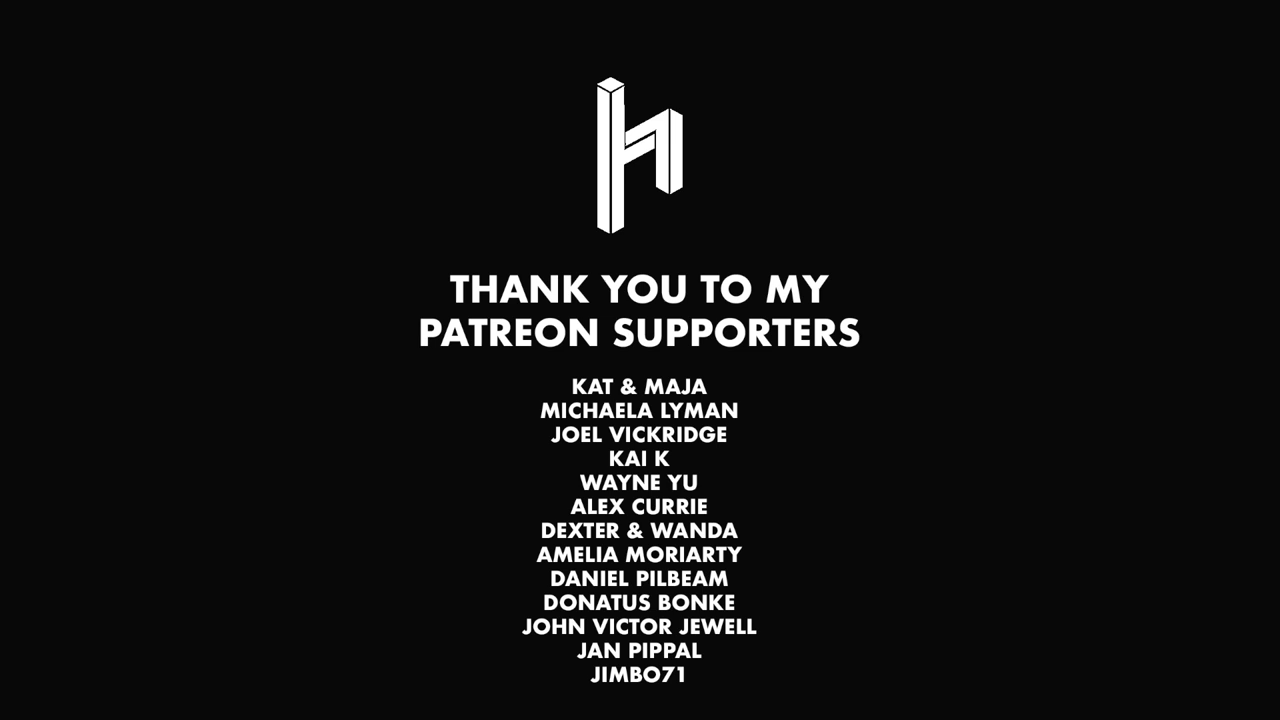 THANK YOU TO MY
PATREON SUPPORTERS
KAT & MAJA
MICHAELA LYMAN
JOEL VICKRIDGE
KAI K
WAYNE YU
ALEX CURRIE
DEXTER & WANDA
AMELIA MORIARTY
DANIEL PILBEAM
DONATUS BONKE
JOHN VICTOR JEWELL
JAN PIPPAL
JIMBO71